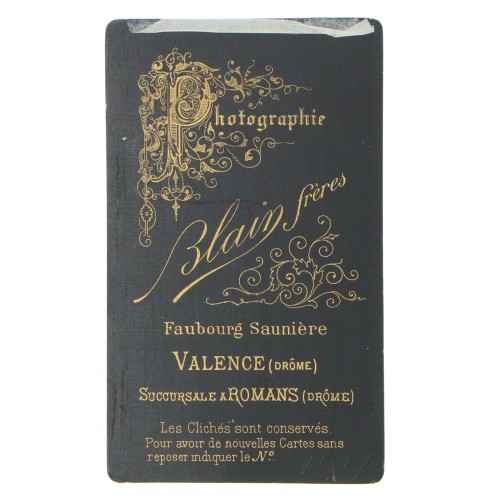 Photographie
Blain frères
Faubourg Saunière
VALENCE (DRÔME)
SUCCURSALE A ROMANS (DRÔME)
Les Clichés sont conservés.
Pour avoir de nouvelles Cartes sans
reposer indiquer le Nº